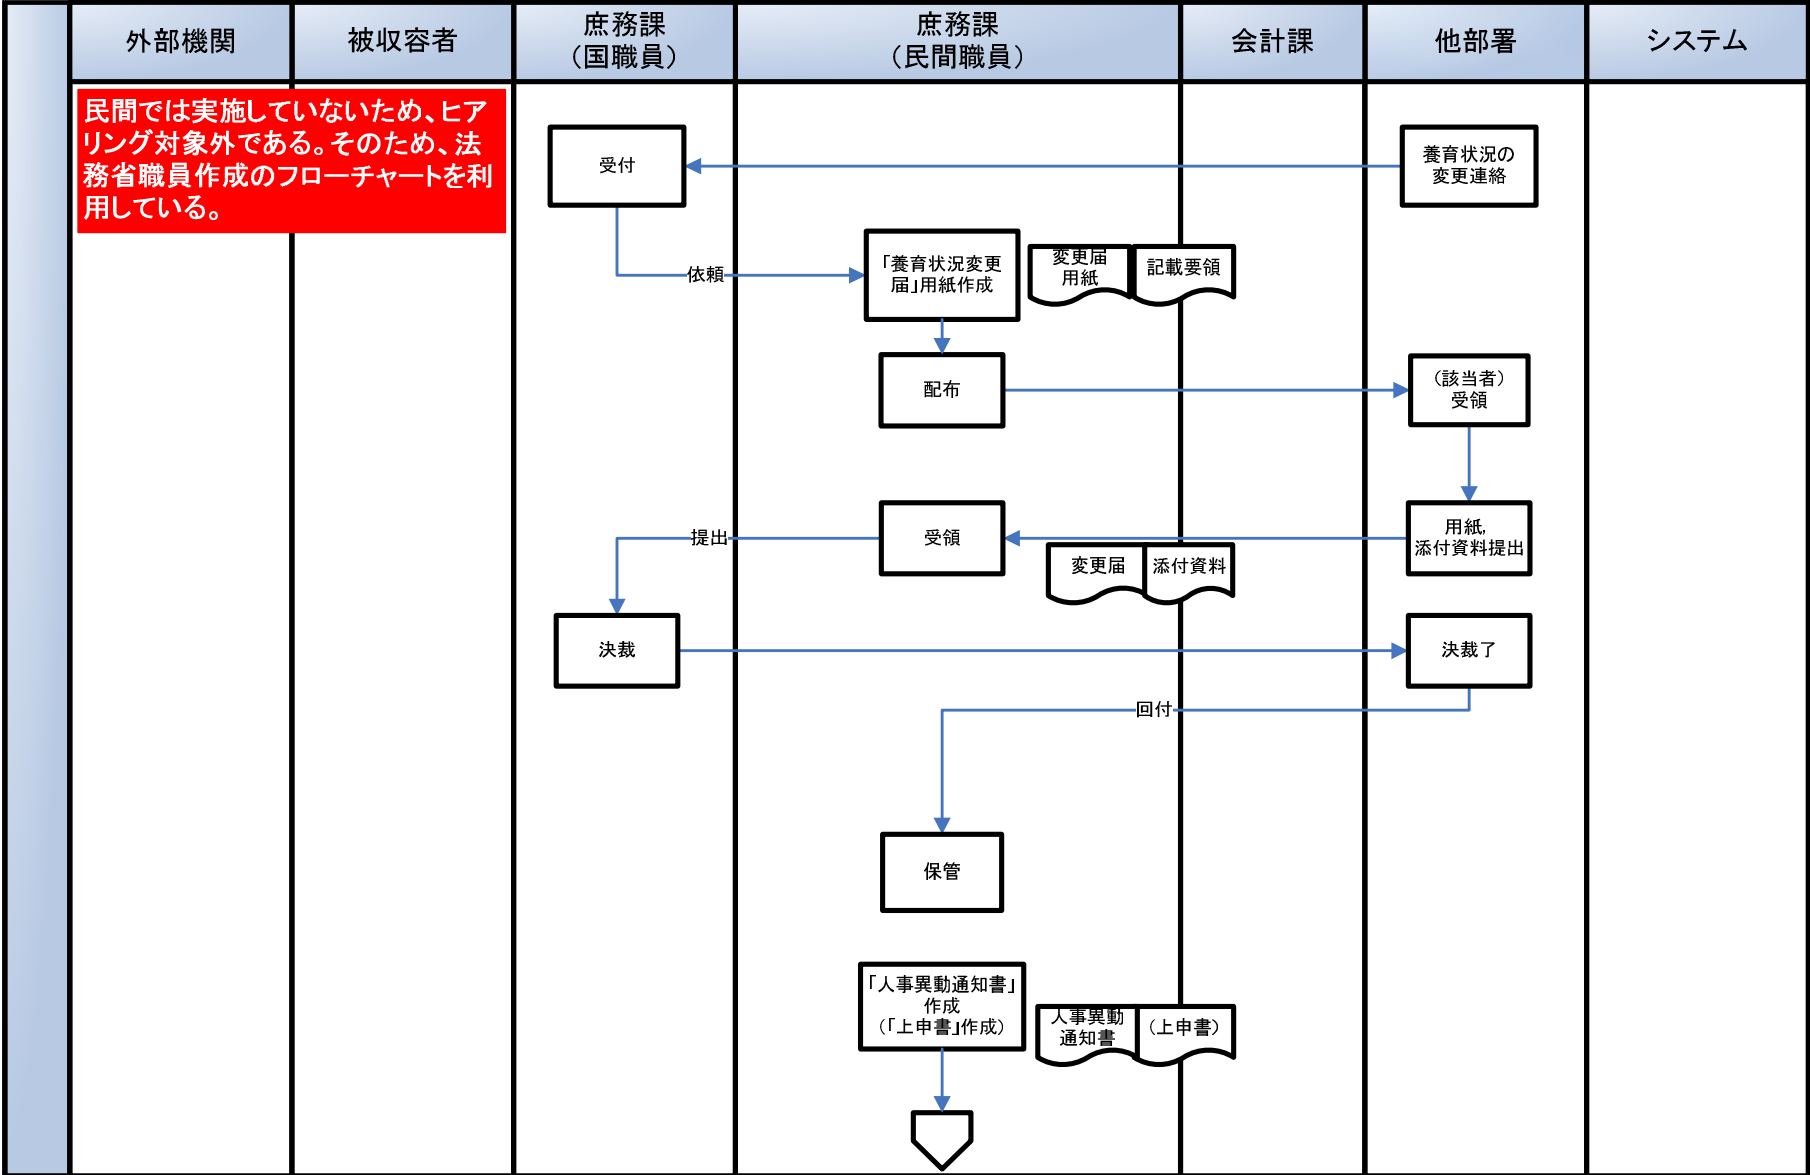 外部機関
被収容者
庶務課
（国職員）
庶務課
（民間職員）
会計課
他部署
システム
民間では実施していないため、ヒア
リング対象外である。そのため、法
務省職員作成のフローチャートを利
用している。
受付
養育状況の
変更連絡
依頼
「養育状況変更
届」用紙作成
変更届
用紙
記載要領
配布
（該当者）
受領
提出
受領
用紙，
添付資料提出
変更届
添付資料
決裁
決裁了
回付
保管
「人事異動通知書」
作成
（「上申書」作成）
人事異動
通知書
（上申書）